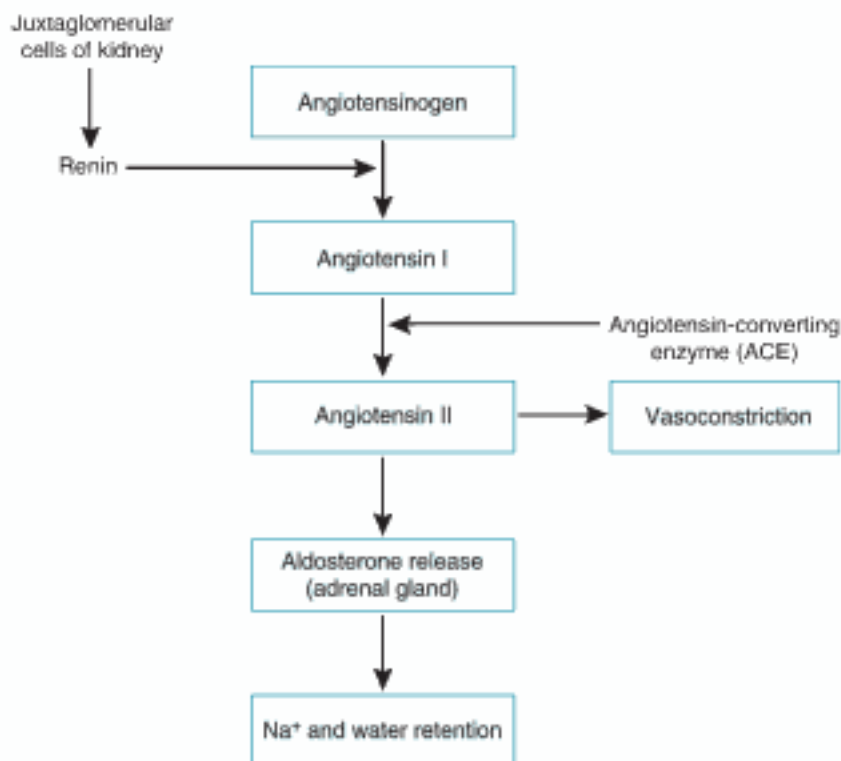 Juxtaglomerular
cells of kidney
Angiotensinogen
Renin
Angiotensin I
Angiotensin-converting
enzyme (ACE)
Angiotensin II
Vasoconstriction
Aldosterone release
(adrenal gland)
Na⁺ and water retention